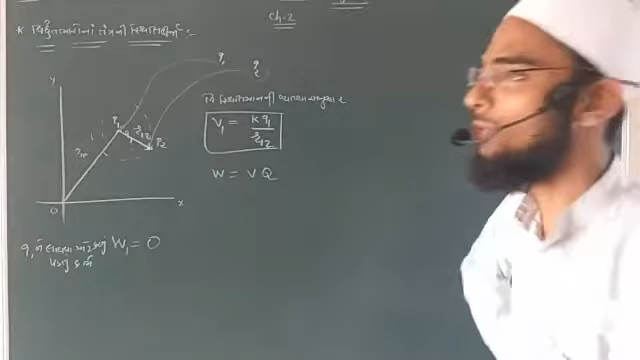 Ch-2
* વિદ્યુતભારોનાં તંત્રની સ્થિતિઊર્જા :-
y
q₁
q₂
P₁
r₁₂
P₂
O
x
V₁ = kq₁ / r₁₂
W = VQ
q₁ ને લાવવા માટે કરવું W₁ = 0
પડતું કાર્ય